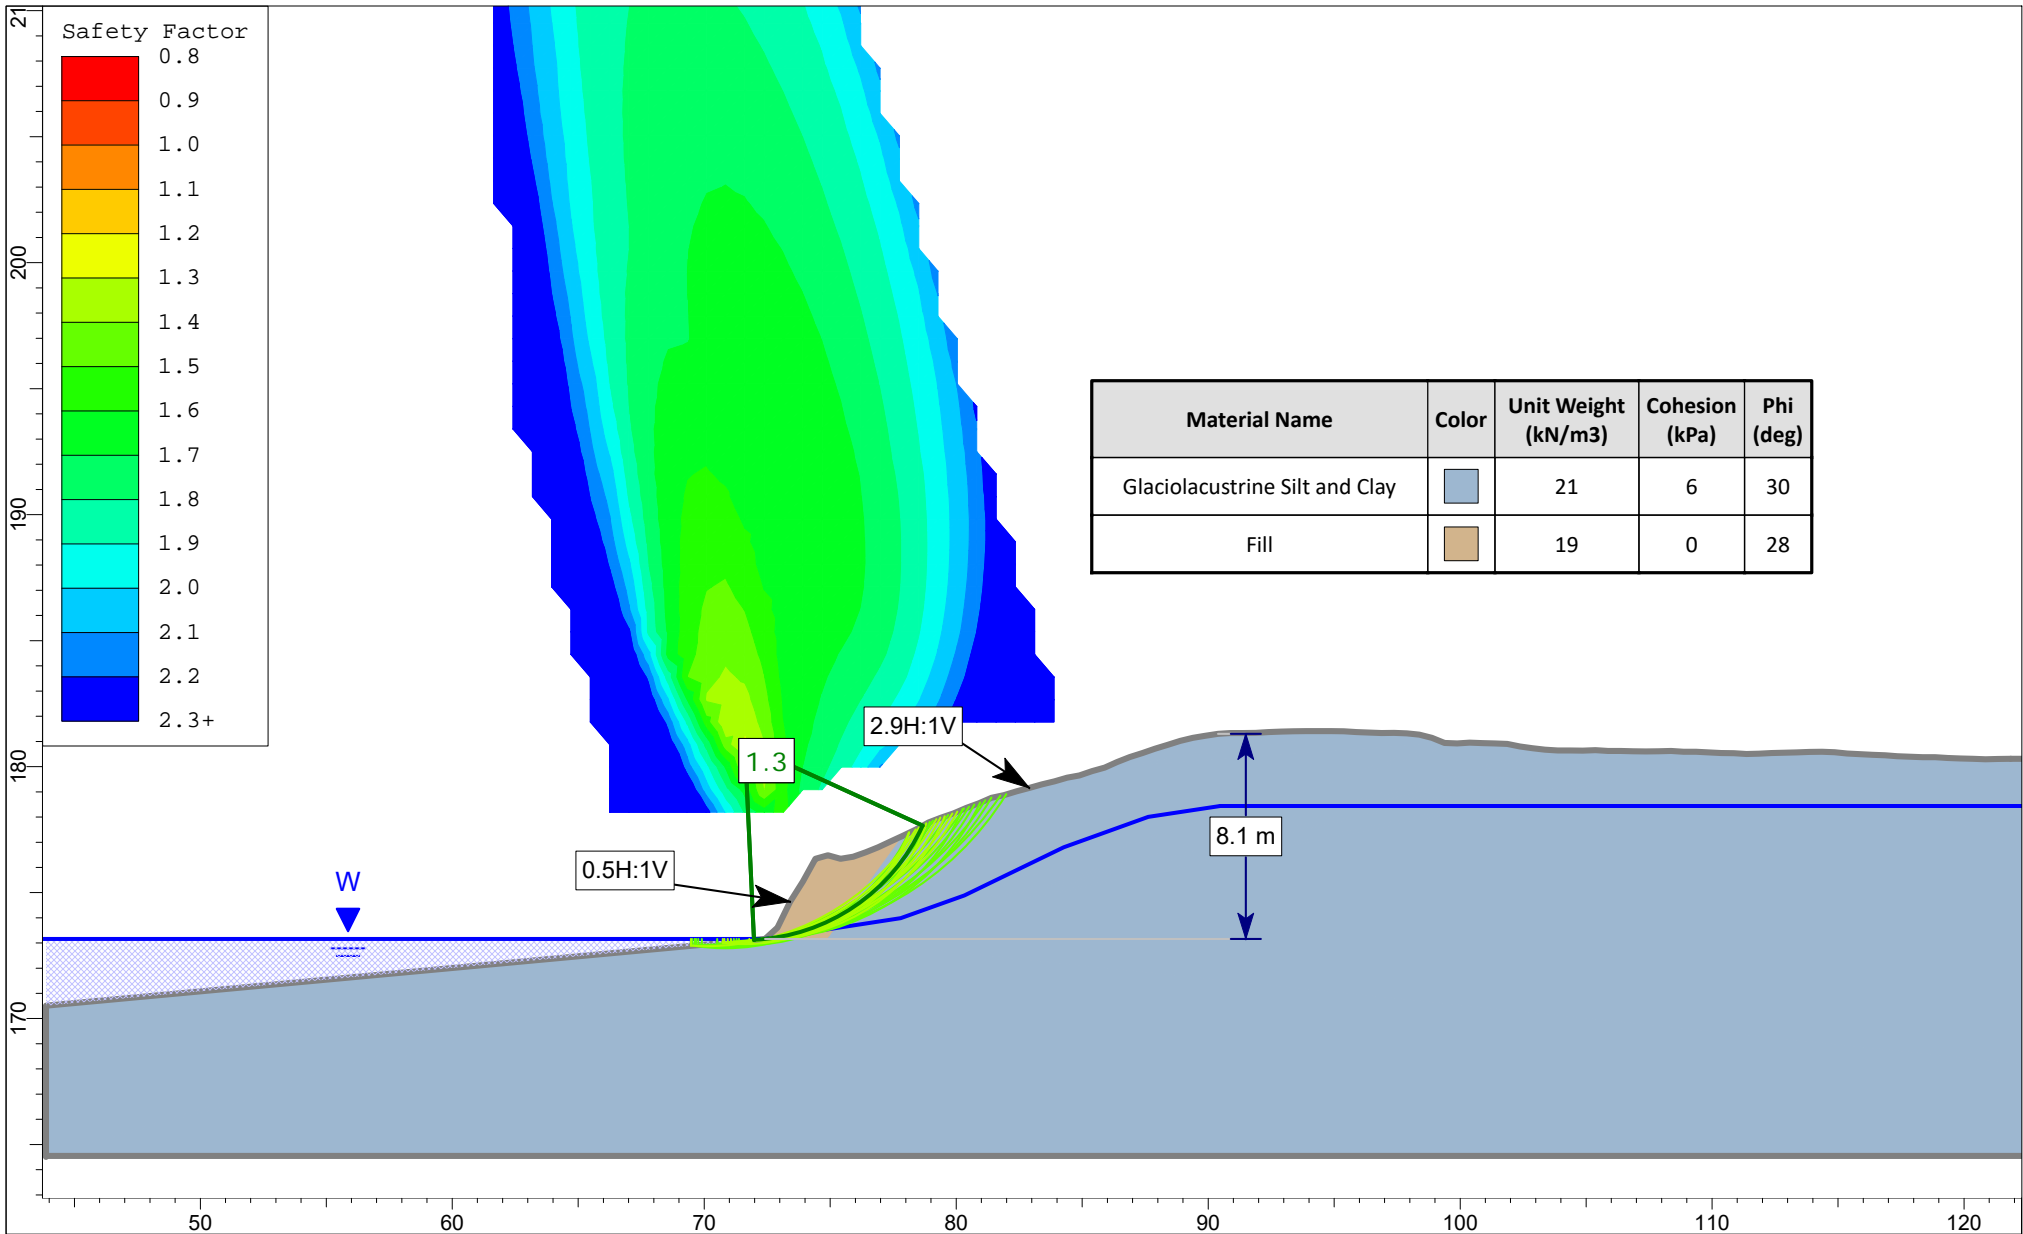 Safety Factor
0.8
0.9
1.0
1.1
1.2
1.3
1.4
1.5
1.6
1.7
1.8
1.9
2.0
2.1
2.2
2.3+
21
200
190
180
170
Material Name Color Unit Weight (kN/m3) Cohesion (kPa) Phi (deg)
Glaciolacustrine Silt and Clay 21 6 30
Fill 19 0 28
2.9H:1V
1.3
8.1 m
0.5H:1V
W
50 60 70 80 90 100 110 120